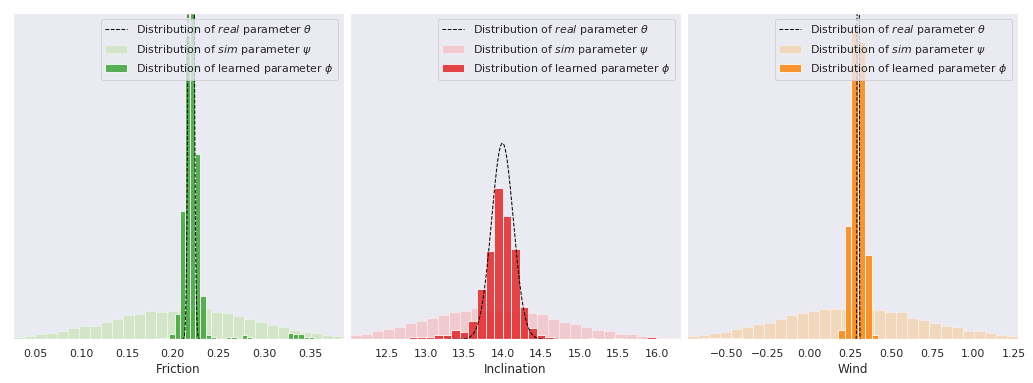 Distribution of real parameter θ
Distribution of sim parameter ψ
Distribution of learned parameter ϕ
0.05 0.10 0.15 0.20 0.25 0.30 0.35
Friction
Distribution of real parameter θ
Distribution of sim parameter ψ
Distribution of learned parameter ϕ
12.5 13.0 13.5 14.0 14.5 15.0 15.5 16.0
Inclination
Distribution of real parameter θ
Distribution of sim parameter ψ
Distribution of learned parameter ϕ
−0.50 −0.25 0.00 0.25 0.50 0.75 1.00 1.25
Wind